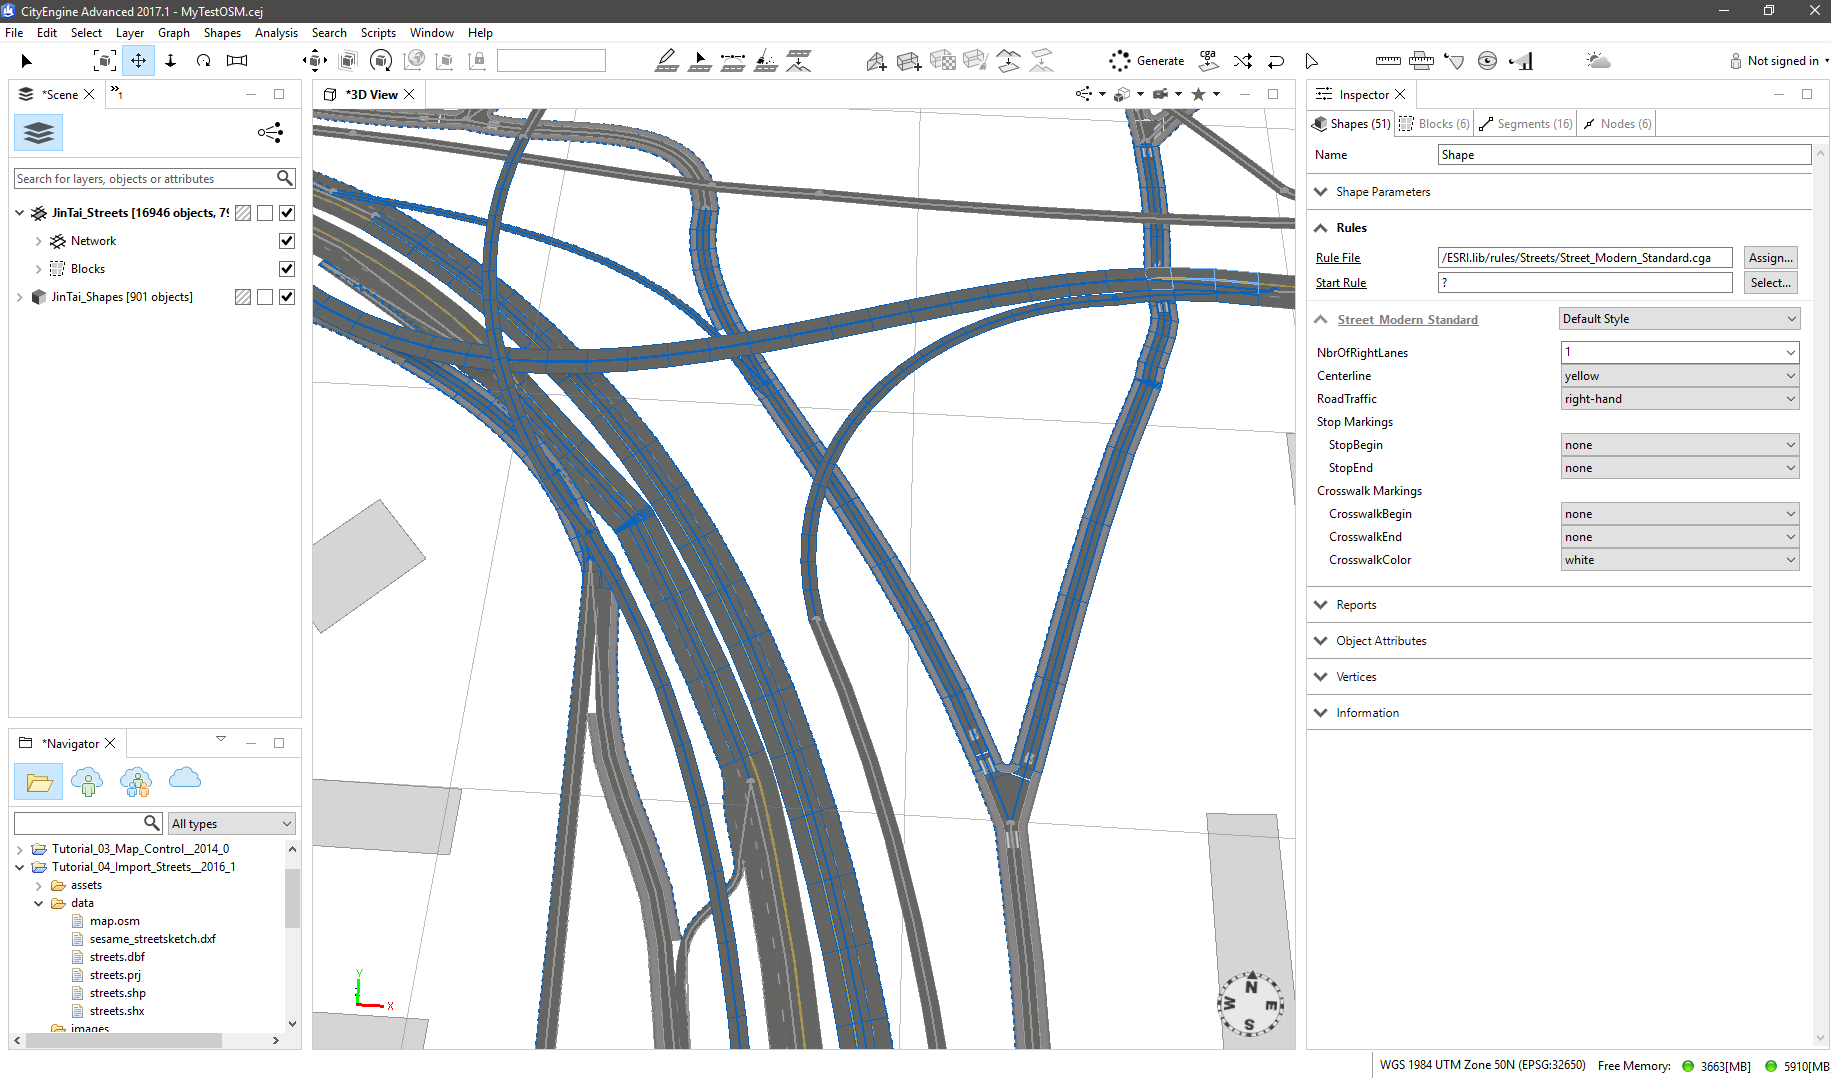 CityEngine Advanced 2017.1 - MyTestOSM.cej
File Edit Select Layer Graph Shapes Analysis Search Scripts Window Help
Generate
cga
Not signed in
*Scene
»1
Search for layers, objects or attributes
JinTai_Streets [16946 objects, 79
Network
Blocks
JinTai_Shapes [901 objects]
*Navigator
All types
Tutorial_03_Map_Control__2014_0
Tutorial_04_Import_Streets__2016_1
assets
data
map.osm
sesame_streetsketch.dxf
streets.dbf
streets.prj
streets.shp
streets.shx
images
*3D View
Y
X
N
E
S
W
Inspector
Shapes (51) Blocks (6) Segments (16) Nodes (6)
Name Shape
Shape Parameters
Rules
Rule File /ESRI.lib/rules/Streets/Street_Modern_Standard.cga Assign...
Start Rule ? Select...
Street Modern Standard Default Style
NbrOfRightLanes 1
Centerline yellow
RoadTraffic right-hand
Stop Markings
StopBegin none
StopEnd none
Crosswalk Markings
CrosswalkBegin none
CrosswalkEnd none
CrosswalkColor white
Reports
Object Attributes
Vertices
Information
WGS 1984 UTM Zone 50N (EPSG:32650) Free Memory: 3663[MB] 5910[MB